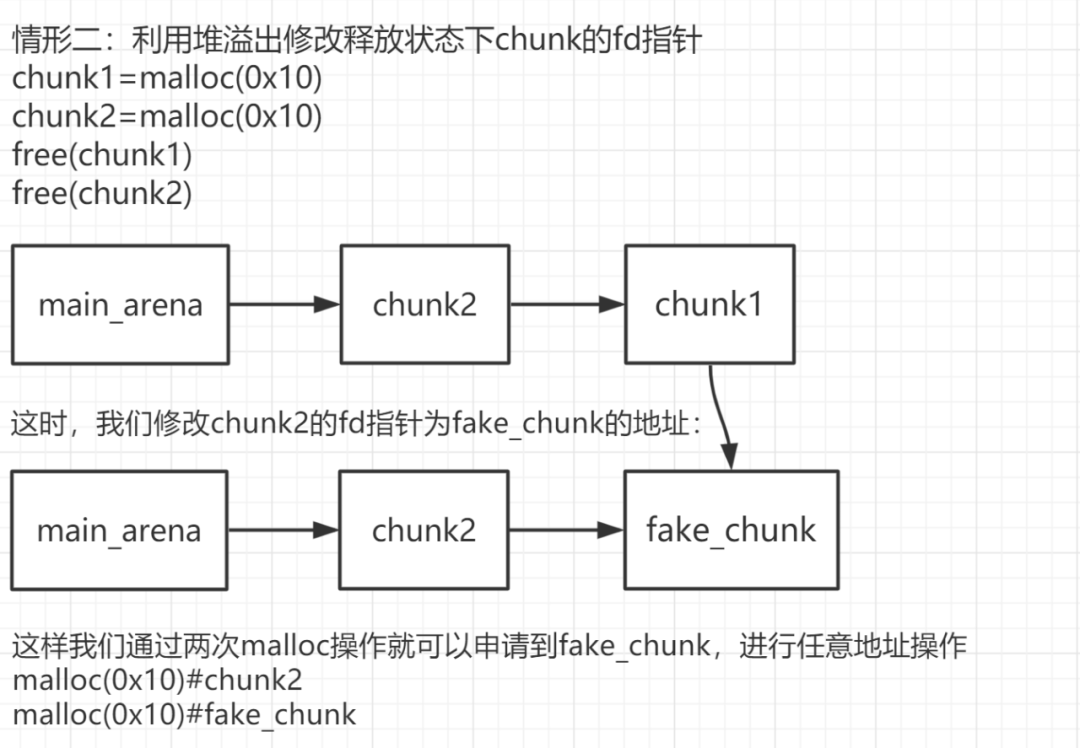 情形二：利用堆溢出修改释放状态下chunk的fd指针
chunk1=malloc(0x10)
chunk2=malloc(0x10)
free(chunk1)
free(chunk2)
main_arena
chunk2
chunk1
这时，我们修改chunk2的fd指针为fake_chunk的地址：
main_arena
chunk2
fake_chunk
这样我们通过两次malloc操作就可以申请到fake_chunk，进行任意地址操作
malloc(0x10)#chunk2
malloc(0x10)#fake_chunk